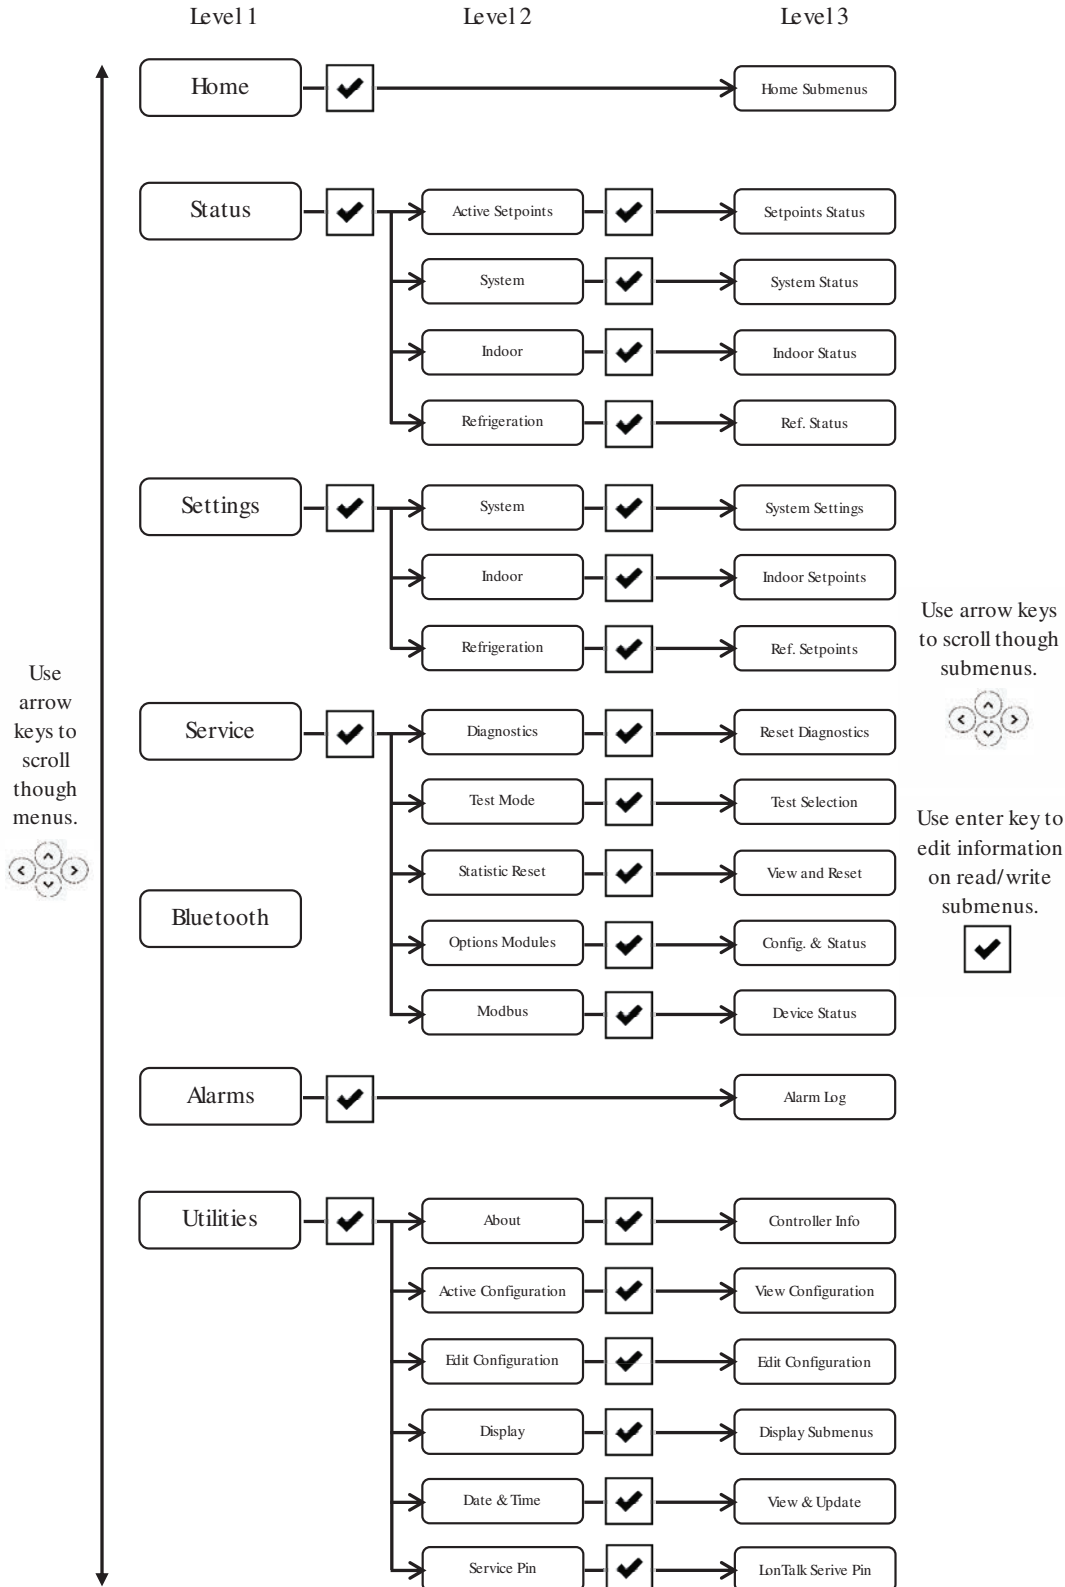 Level 1 Level 2 Level 3
Home Home Submenus
Status Active Setpoints Setpoints Status
System System Status
Indoor Indoor Status
Refrigeration Ref. Status
Settings System System Settings
Indoor Indoor Setpoints
Refrigeration Ref. Setpoints
Service Diagnostics Reset Diagnostics
Test Mode Test Selection
Statistic Reset View and Reset
Bluetooth
Options Modules Config. & Status
Modbus Device Status
Alarms Alarm Log
Utilities About Controller Info
Active Configuration View Configuration
Edit Configuration Edit Configuration
Display Display Submenus
Date & Time View & Update
Service Pin LonTalk Serive Pin
Use
arrow
keys to
scroll
though
menus.
Use arrow keys
to scroll though
submenus.
Use enter key to
edit information
on read/write
submenus.